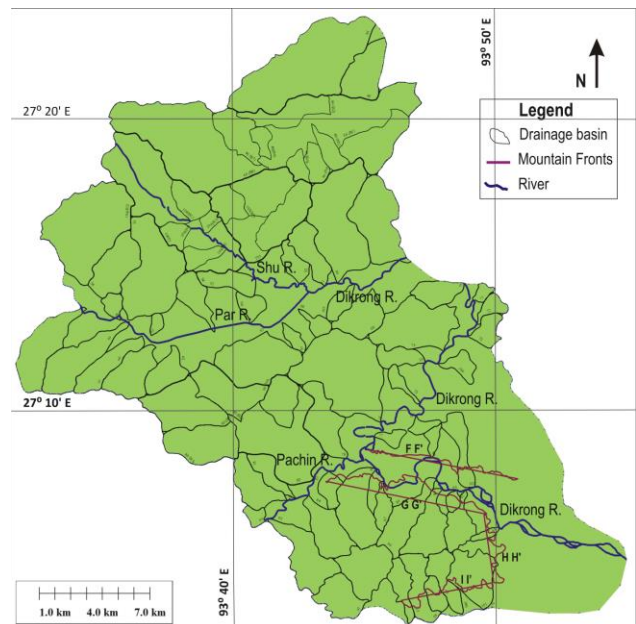 93° 50' E
N
27° 20' E
Legend
Drainage basin
Mountain Fronts
River
Shu R.
Par R.
Dikrong R.
27° 10' E
Dikrong R.
Pachin R.
F F'
G G'
Dikrong R.
H H'
I I'
93° 40' E
1.0 km 4.0 km 7.0 km